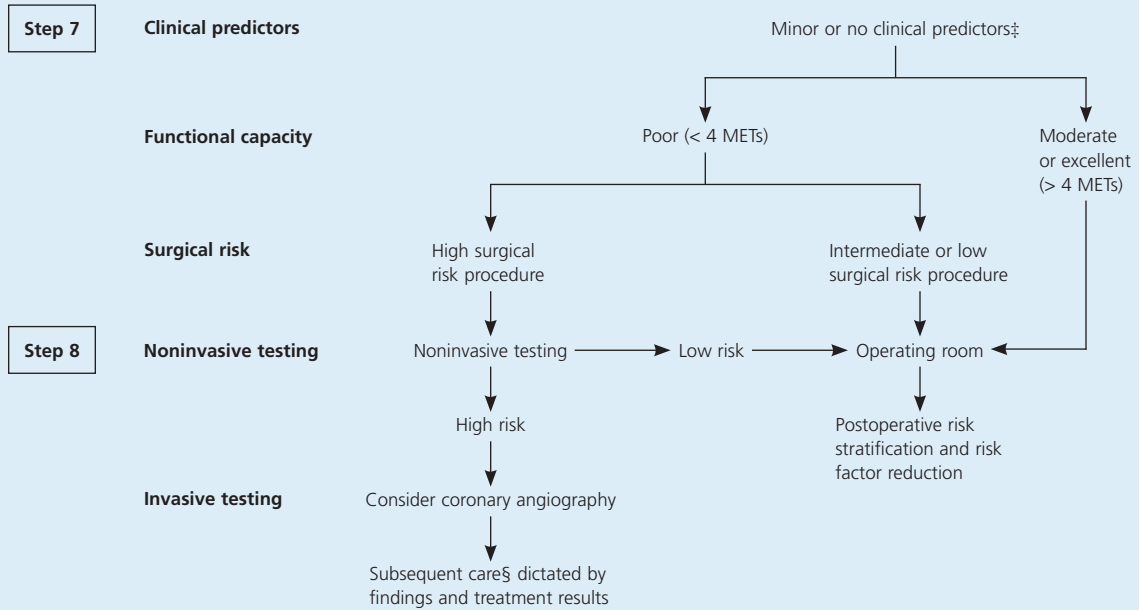 Step 7
Clinical predictors
Minor or no clinical predictors‡
Functional capacity
Poor (< 4 METs)
Moderate
or excellent
(> 4 METs)
Surgical risk
High surgical
risk procedure
Intermediate or low
surgical risk procedure
Step 8
Noninvasive testing
Noninvasive testing
Low risk
Operating room
High risk
Postoperative risk
stratification and risk
factor reduction
Invasive testing
Consider coronary angiography
Subsequent care§ dictated by
findings and treatment results